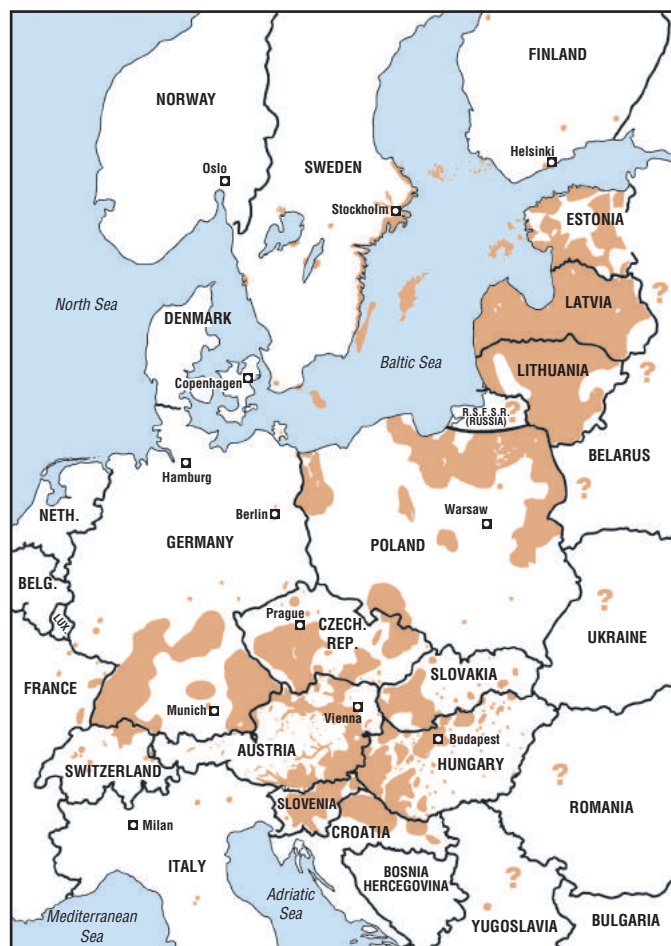 FINLAND
NORWAY
Helsinki
Oslo
SWEDEN
Stockholm
ESTONIA
North Sea
?
LATVIA
DENMARK
Baltic Sea
LITHUANIA
?
Copenhagen
R.S.F.S.R.
(RUSSIA)
?
BELARUS
Hamburg
?
NETH.
Berlin
Warsaw
GERMANY
POLAND
BELG.
?
Prague
LUX.
CZECH.
REP.
UKRAINE
SLOVAKIA
FRANCE
Munich
Vienna
Budapest
AUSTRIA
HUNGARY
SWITZERLAND
?
SLOVENIA
ROMANIA
Milan
CROATIA
ITALY
BOSNIA
HERCEGOVINA
?
Adriatic
Sea
Mediterranean
Sea
YUGOSLAVIA
BULGARIA